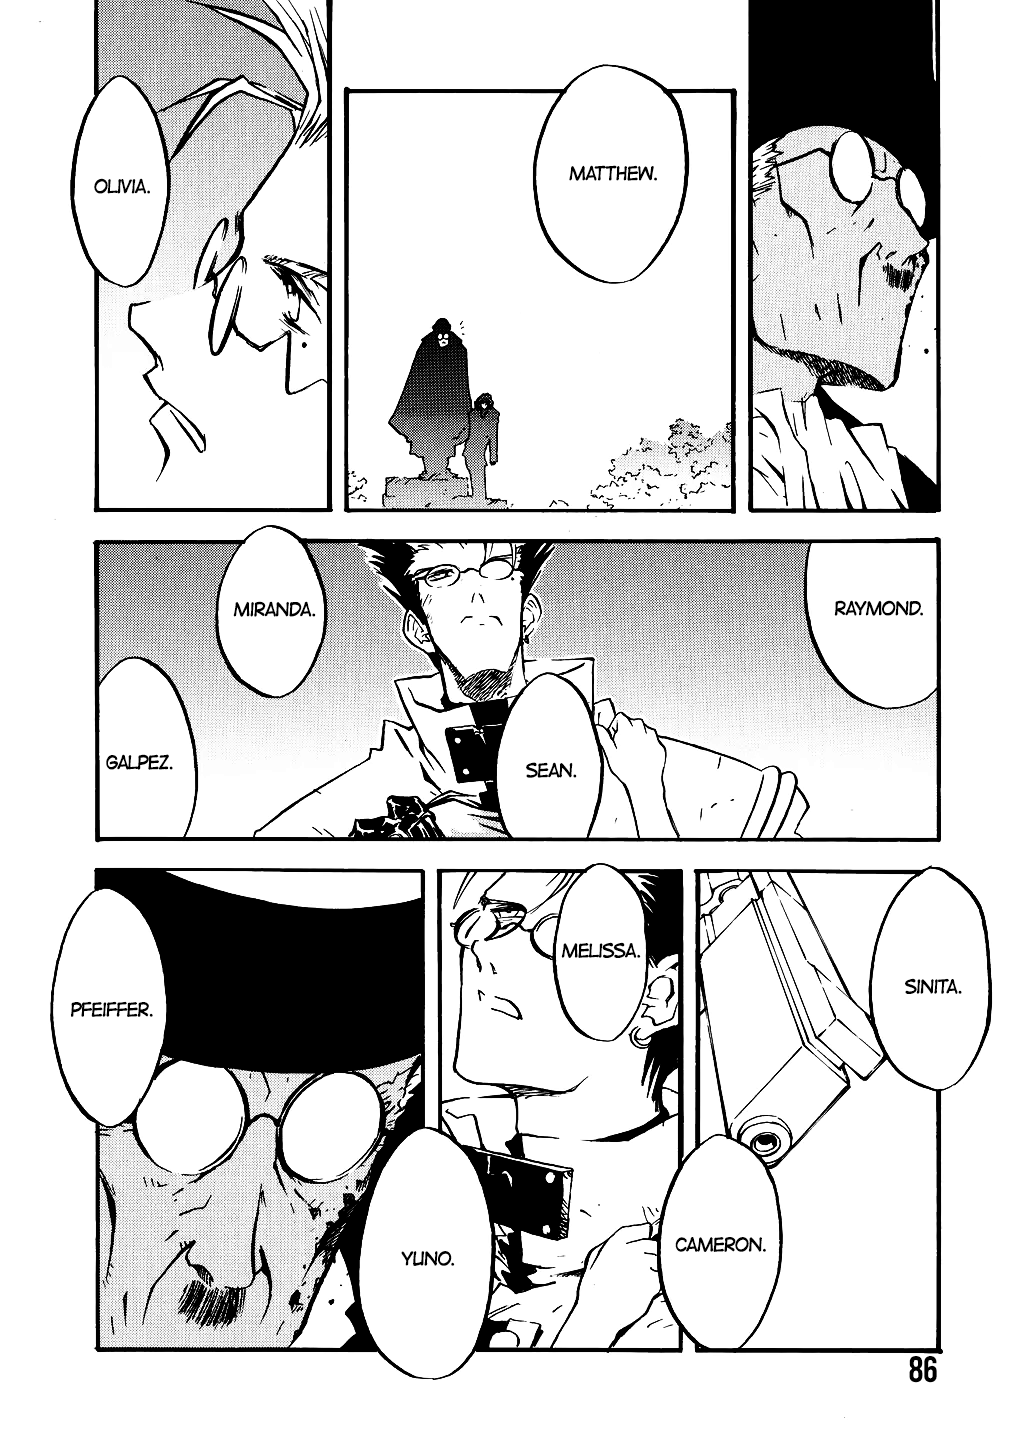 MATTHEW.
OLIVIA.
RAYMOND.
SEAN.
MIRANDA.
GALPEZ.
SINITA.
CAMERON.
MELISSA.
YUNO.
PFEIFFER.
86